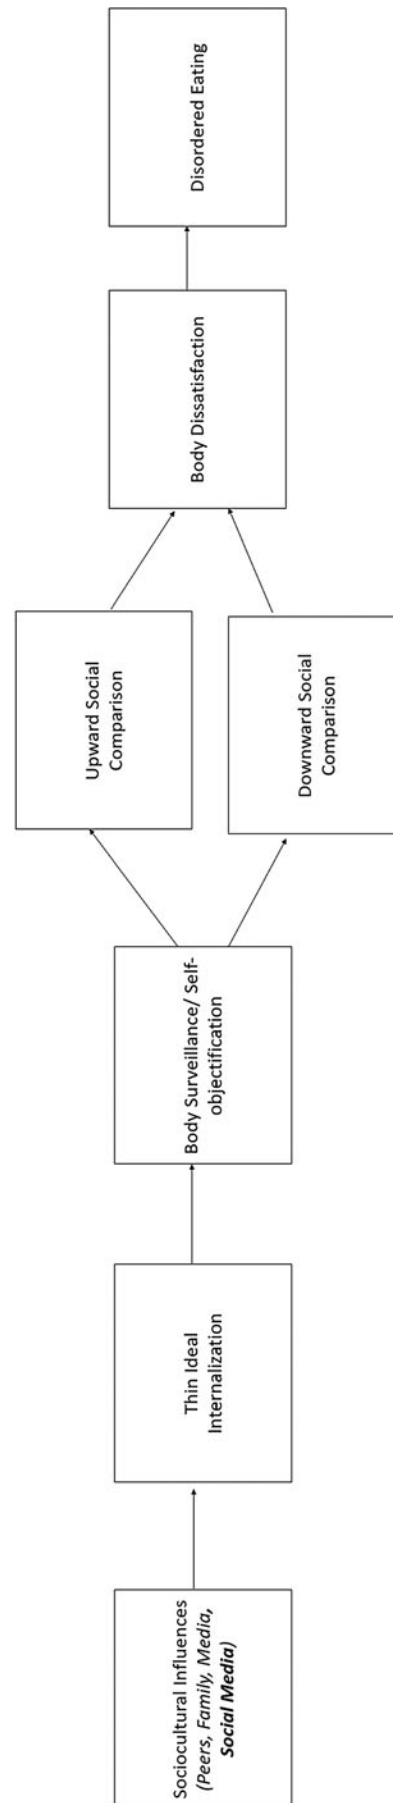 Sociocultural Influences
(Peers, Family, Media,
Social Media)
Thin Ideal
Internalization
Body Surveillance/ Self-
objectification
Upward Social
Comparison
Downward Social
Comparison
Body Dissatisfaction
Disordered Eating